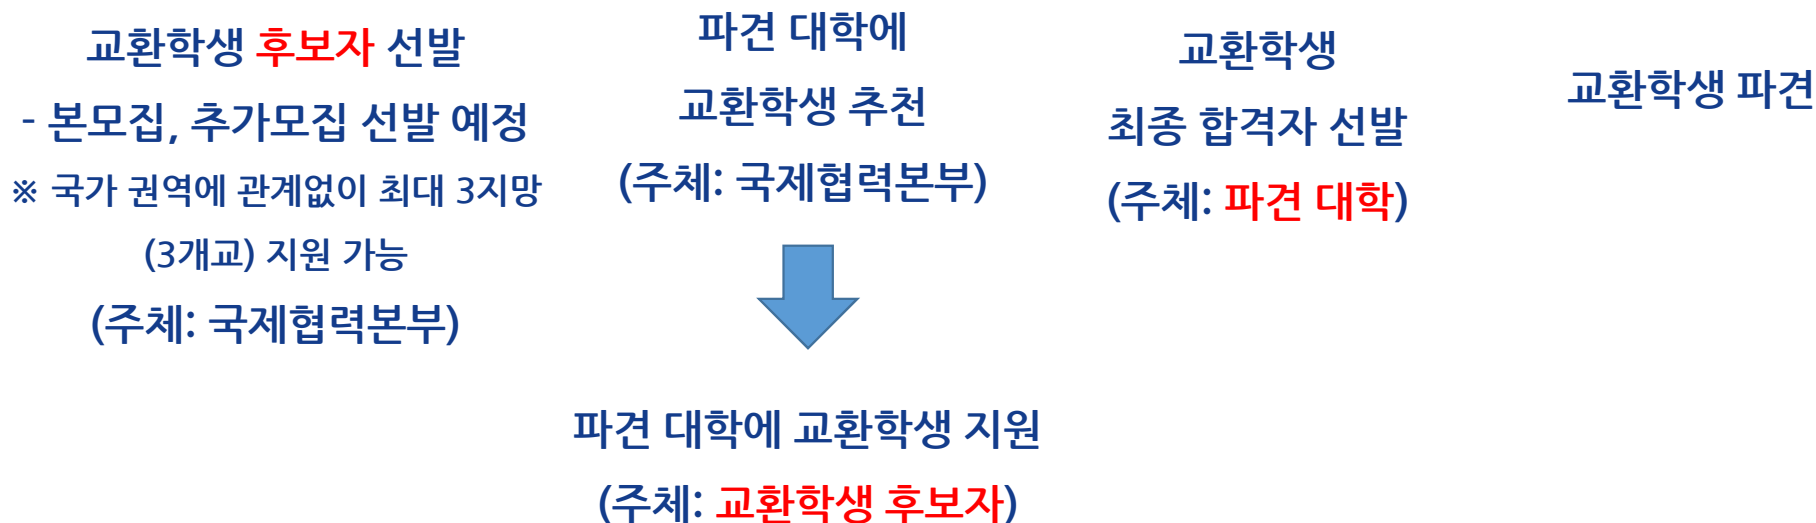 교환학생 후보자 선발
- 본모집, 추가모집 선발 예정
※ 국가 권역에 관계없이 최대 3지망
(3개교) 지원 가능
(주체: 국제협력본부)
파견 대학에
교환학생 추천
(주체: 국제협력본부)
파견 대학에 교환학생 지원
(주체: 교환학생 후보자)
교환학생
최종 합격자 선발
(주체: 파견 대학)
교환학생 파견